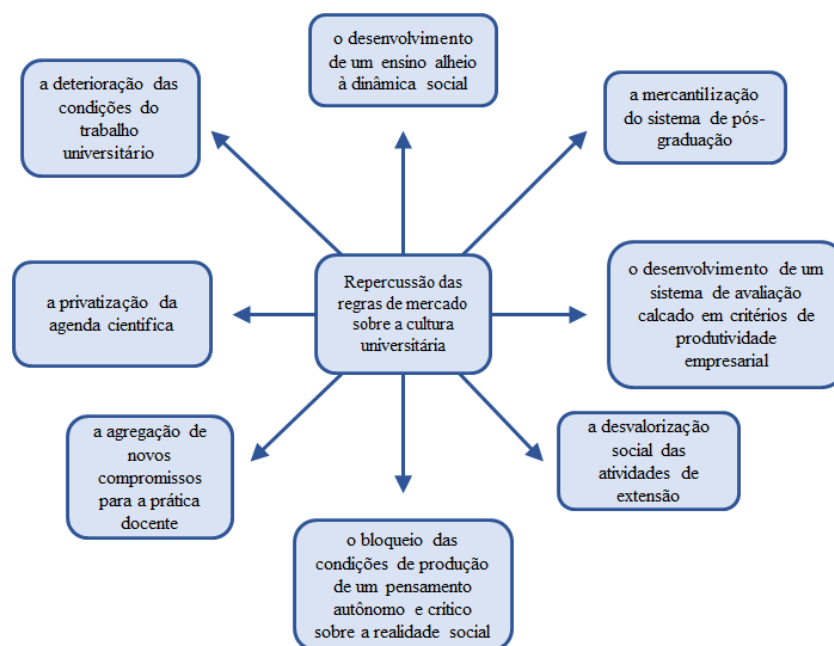 o desenvolvimento
de um ensino alheio
à dinâmica social
a deterioração das
condições do
trabalho
universitário
a mercantilização
do sistema de pós-
graduação
Repercussão das
regras de mercado
sobre a cultura
universitária
a privatização da
agenda científica
o desenvolvimento de um
sistema de avaliação
calcado em critérios de
produtividade
empresarial
a agregação de
novos
compromissos
para a prática
docente
a desvalorização
social das
atividades de
extensão
o bloqueio das
condições de produção
de um pensamento
autônomo e crítico
sobre a realidade social